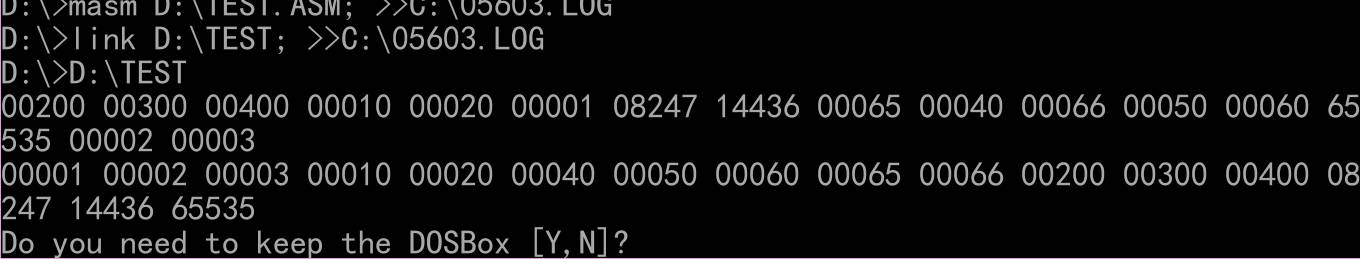 D:\>masm D:\TEST.ASM; >>C:\05603.LOG
D:\>link D:\TEST; >>C:\05603.LOG
D:\>D:\TEST
00200 00300 00400 00010 00020 00001 08247 14436 00065 00040 00066 00050 00060 65
535 00002 00003
00001 00002 00003 00010 00020 00040 00050 00060 00065 00066 00200 00300 00400 08
247 14436 65535
Do you need to keep the DOSBox [Y,N]?